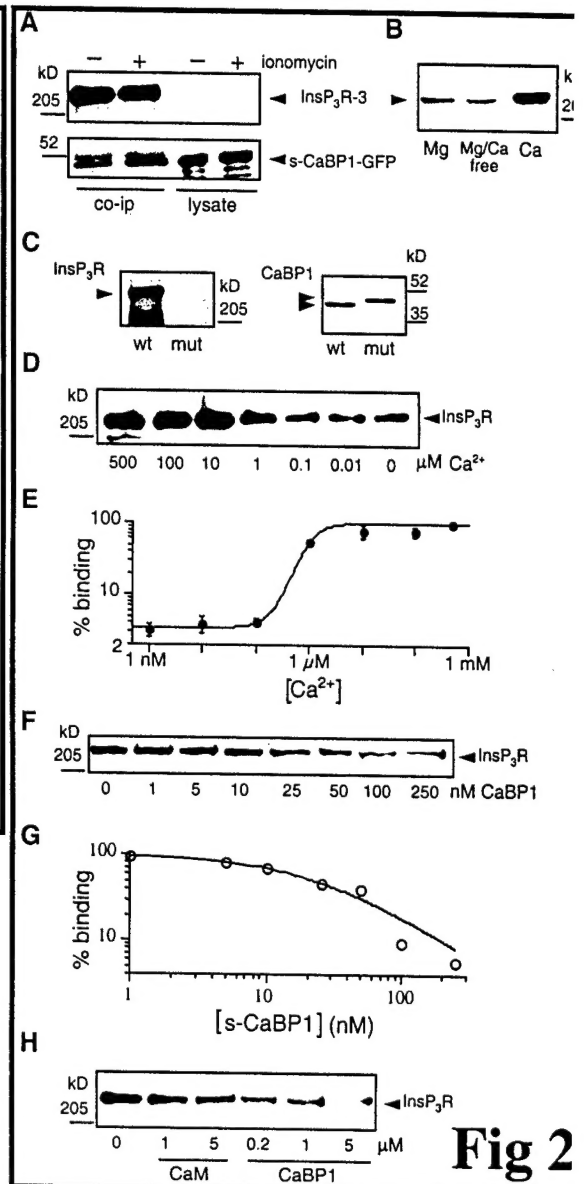 A
− + − + ionomycin
kD
205
InsP3R-3
52
s-CaBP1-GFP
co-ip lysate
B
k
20
Mg Mg/Ca free Ca
C
InsP3R
kD
205
wt mut
CaBP1
kD
52
35
wt mut
D
kD
205
InsP3R
500 100 10 1 0.1 0.01 0 μM Ca2+
E
% binding
100
10
2
1 nM 1 μM 1 mM
[Ca2+]
F
kD
205
InsP3R
0 1 5 10 25 50 100 250 nM CaBP1
G
% binding
100
10
1 10 100
[s-CaBP1] (nM)
H
kD
205
InsP3R
0 1 5 0.2 1 5 μM
CaM CaBP1
Fig 2